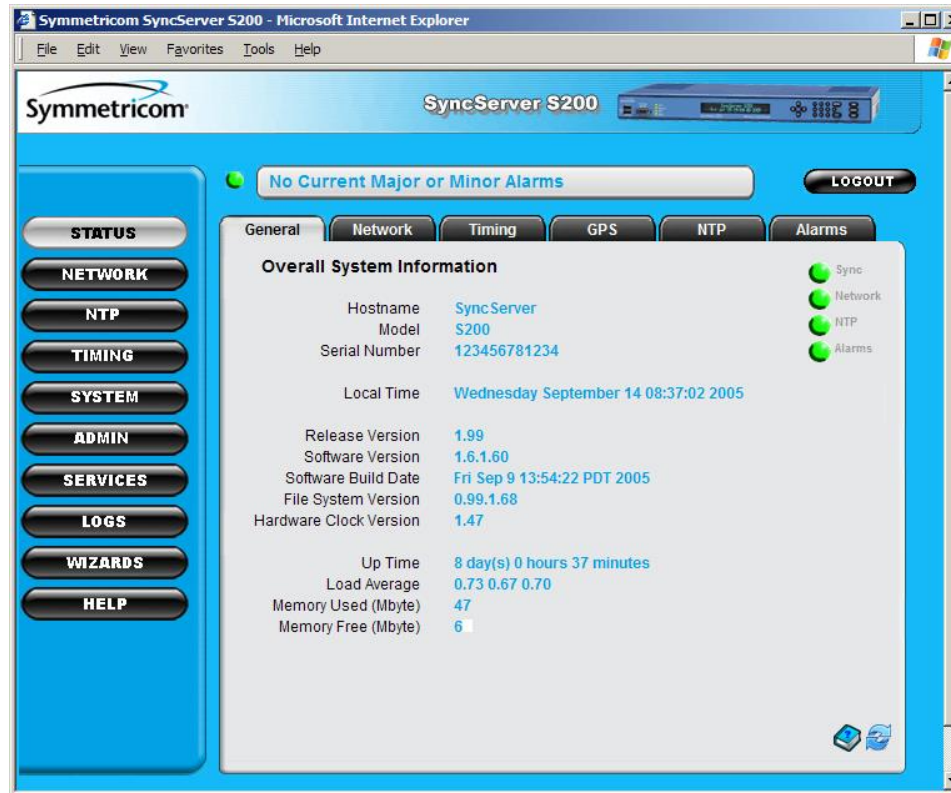 Symmetricom SyncServer S200 - Microsoft Internet Explorer
File Edit View Favorites Tools Help
Symmetricom
SyncServer S200
No Current Major or Minor Alarms
LOGOUT
STATUS
NETWORK
NTP
TIMING
SYSTEM
ADMIN
SERVICES
LOGS
WIZARDS
HELP
General Network Timing GPS NTP Alarms
Overall System Information
Sync
Network
NTP
Alarms
Hostname SyncServer
Model S200
Serial Number 123456781234
Local Time Wednesday September 14 08:37:02 2005
Release Version 1.99
Software Version 1.6.1.60
Software Build Date Fri Sep 9 13:54:22 PDT 2005
File System Version 0.99.1.68
Hardware Clock Version 1.47
Up Time 8 day(s) 0 hours 37 minutes
Load Average 0.73 0.67 0.70
Memory Used (Mbyte) 47
Memory Free (Mbyte) 6